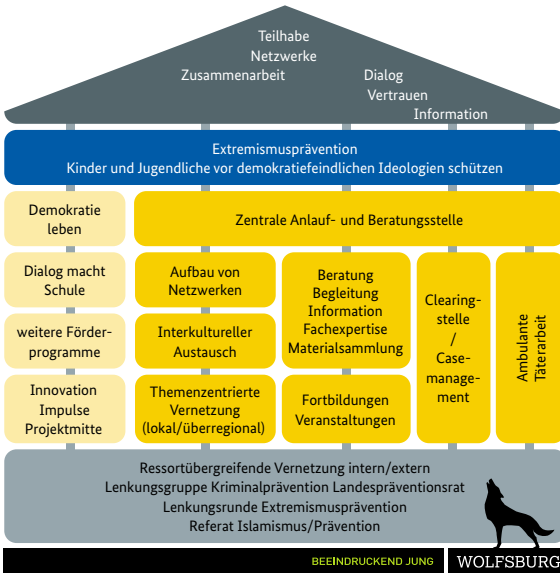 Teilhabe
Netzwerke
Zusammenarbeit
Dialog
Vertrauen
Information
Extremismusprävention
Kinder und Jugendliche vor demokratiefeindlichen Ideologien schützen
Demokratie
leben
Zentrale Anlauf- und Beratungsstelle
Dialog macht
Schule
weitere Förder-
programme
Innovation
Impulse
Projektmitte
Aufbau von
Netzwerken
Interkultureller
Austausch
Themenzentrierte
Vernetzung
(lokal/überregional)
Beratung
Begleitung
Information
Fachexpertise
Materialsammlung
Fortbildungen
Veranstaltungen
Clearing-
stelle
/
Case-
manage-
ment
Ambulante
Täterarbeit
Ressortübergreifende Vernetzung intern/extern
Lenkungsgruppe Kriminalprävention Landespräventionsrat
Lenkungsrunde Extremismusprävention
Referat Islamismus/Prävention
BEEINDRUCKEND JUNG
WOLFSBURG